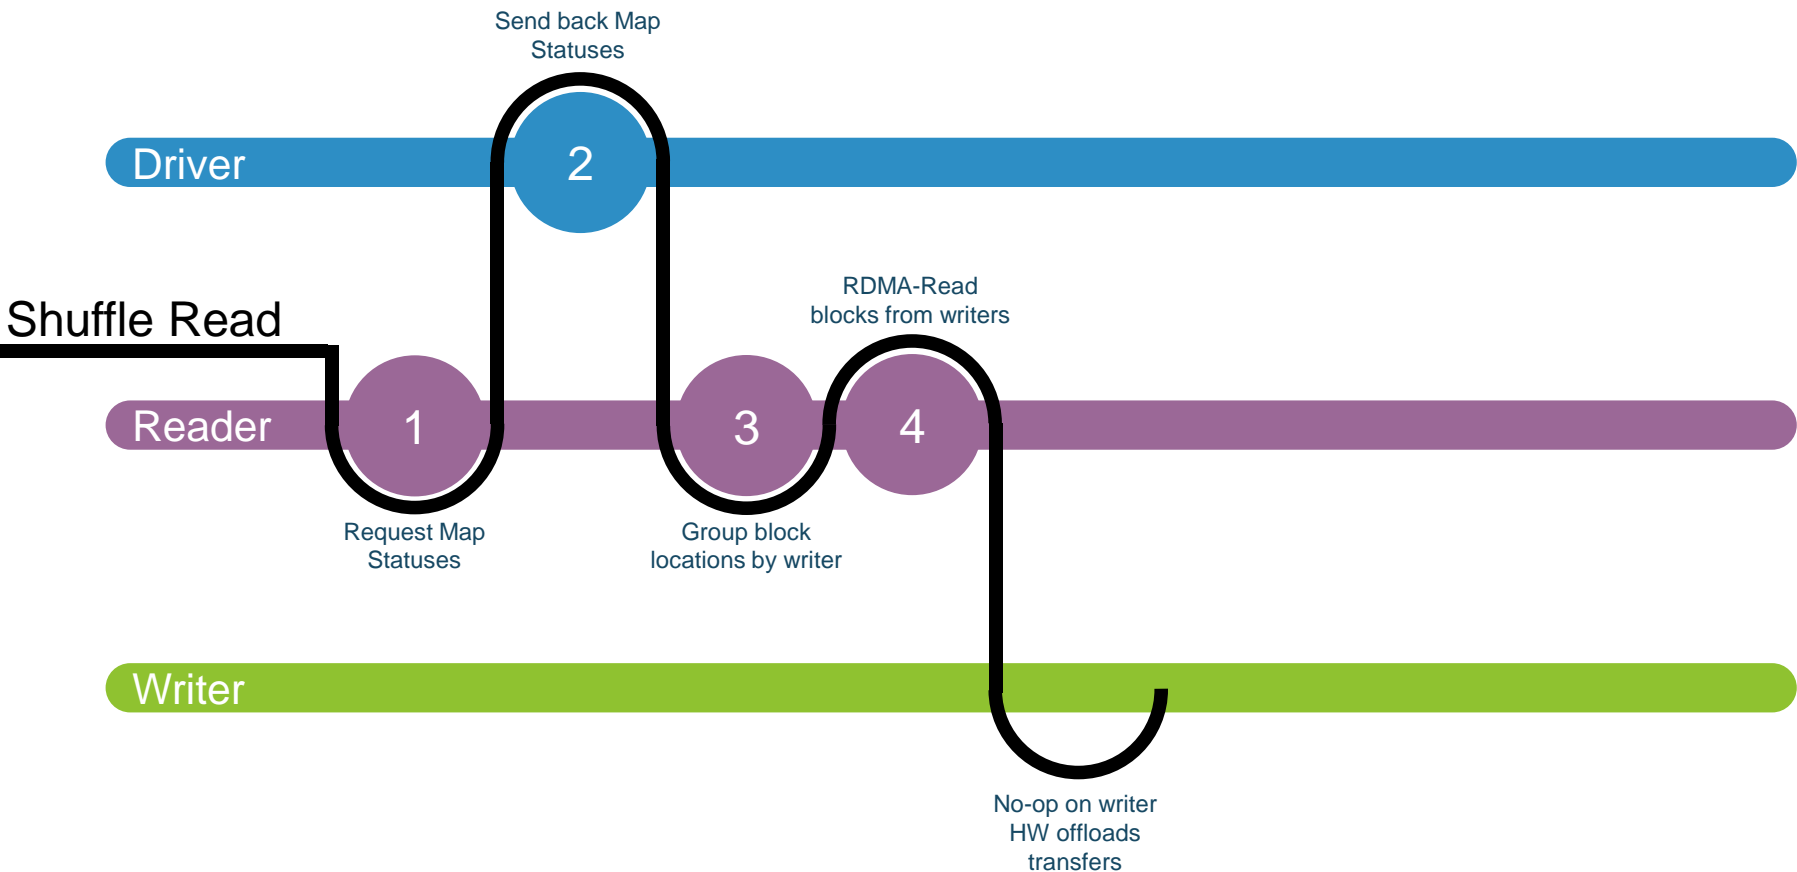 Send back Map
Statuses
Driver
2
Shuffle Read
RDMA-Read
blocks from writers
Reader
1
3
4
Request Map
Statuses
Group block
locations by writer
Writer
No-op on writer
HW offloads
transfers